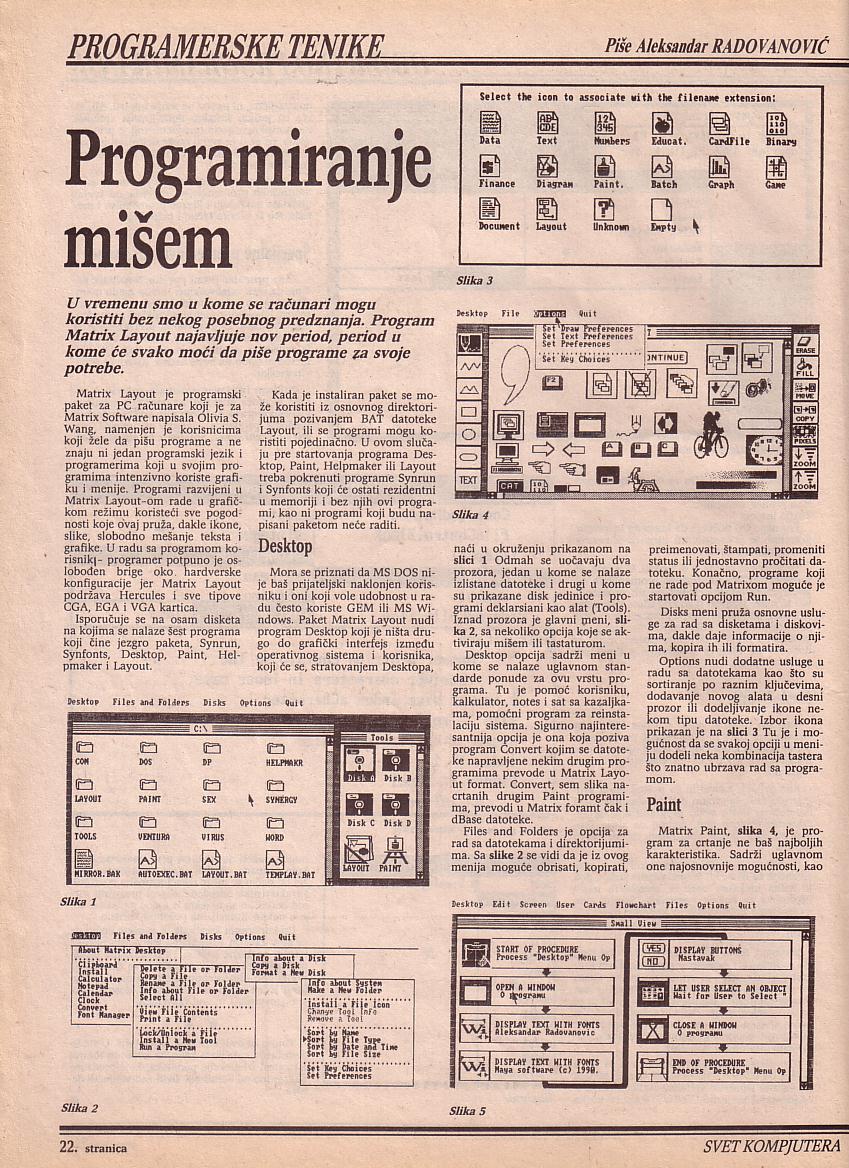 PROGRAMERSKE TENIKE
Piše Aleksandar RADOVANOVIĆ
Programiranje
mišem
U vremenu smo u kome se računari mogu
koristiti bez nekog posebnog predznanja. Program
Matrix Layout najavljuje nov period, period u
kome će svako moći da piše programe za svoje
potrebe.
Matrix Layout je programski
paket za PC računare koji je za
Matrix Software napisala Olivia S.
Wang, namenjen je korisnicima
koji žele da pišu programe a ne
znaju ni jedan programski jezik i
programerima koji u svojim pro-
gramima intenzivno koriste grafi-
ku i menije. Programi razvijeni u
Matrix Layout-om rade u grafič-
kom režimu koristeći sve pogod-
nosti koje ovaj pruža, dakle ikone,
slike, slobodno mešanje teksta i
grafike. U radu sa programom ko-
risnik|- programer potpuno je os-
lobođen brige oko hardverske
konfiguracije jer Matrix Layout
podržava Hercules i sve tipove
CGA, EGA i VGA kartica.
Isporučuje se na osam disketa
na kojima se nalaze šest programa
koji čine jezgro paketa, Synrun,
Synfonts, Desktop, Paint, Hel-
pmaker i Layout.
Kada je instaliran paket se mo-
že koristiti iz osnovnog direktori-
juma pozivanjem BAT datoteke
Layout, ili se programi mogu ko-
ristiti pojedinačno. U ovom sluča-
ju pre startovanja programa Des-
ktop, Paint, Helpmaker ili Layout
treba pokrenuti programe Synrun
i Synfonts koji će ostati rezidentni
u memoriji i bez njih ovi progra-
mi, kao ni programi koji budu na-
pisani paketom neće raditi.
Desktop
Mora se priznati da MS DOS ni-
je baš prijateljski naklonjen koris-
niku i oni koji vole udobnost u ra-
du često koriste GEM ili MS Wi-
ndows. Paket Matrix Layout nudi
program Desktop koji je ništa dru-
go do grafički interfejs između
operativnog sistema i korisnika,
koji će se, stratovanjem Desktopa,
Select the icon to associate with the filename extension:
Data Text Numbers Educat. CardFile Binary
Finance Diagram Paint. Batch Graph Game
Document Layout Unknown Empty
Slika 3
Desktop File Options Quit
Set Draw Preferences
Set Text Preferences
Set Preferences
Set Key Choices
ONTINUE
F2
A B C
TEXT
CAT
ERASE
FILL
MOVE
COPY
PIXELS
ZOOM
ZOOM
Slika 4
naći u okruženju prikazanom na
slici 1 Odmah se uočavaju dva
prozora, jedan u kome se nalaze
izlistane datoteke i drugi u kome
su prikazane disk jedinice i pro-
grami deklarsiani kao alat (Tools).
Iznad prozora je glavni meni, sli-
ka 2, sa nekoliko opcija koje se ak-
tiviraju mišem ili tastaturom.
Desktop opcija sadrži meni u
kome se nalaze uglavnom stan-
darde ponude za ovu vrstu pro-
grama. Tu je pomoć korisniku,
kalkulator, notes i sat sa kazaljka-
ma, pomoćni program za reinsta-
laciju sistema. Sigurno najintere-
santnija opcija je ona koja poziva
program Convert kojim se datote-
ke napravljene nekim drugim pro-
gramima prevode u Matrix Layo-
ut format. Convert, sem slika na-
crtanih drugim Paint programi-
ma, prevodi u Matrix foramt čak i
dBase datoteke.
Files and Folders je opcija za
rad sa datotekama i direktorijumi-
ma. Sa slike 2 se vidi da je iz ovog
menija moguće obrisati, kopirati,
preimenovati, štampati, promeniti
status ili jednostavno pročitati da-
toteku. Konačno, programe koji
ne rade pod Matrixom moguće je
startovati opcijom Run.
Disks meni pruža osnovne uslu-
ge za rad sa disketama i diskovi-
ma, dakle daje informacije o nji-
ma, kopira ih ili formatira.
Options nudi dodatne usluge u
radu sa datotekama kao što su
sortiranje po raznim ključevima,
dodavanje novog alata u desni
prozor ili dodeljivanje ikone ne-
kom tipu datoteke. Izbor ikona
prikazan je na slici 3 Tu je i mo-
gućnost da se svakoj opciji u meni-
ju dodeli neka kombinacija tastera
što znatno ubrzava rad sa progra-
mom.
Paint
Matrix Paint, slika 4, je pro-
gram za crtanje ne baš najboljih
karakteristika. Sadrži uglavnom
one najosnovnije mogućnosti, kao
Desktop Files and Folders Disks Options Quit
C:\
COM DOS DP HELPMAKR
LAYOUT PAINT SEX SYNERGY
TOOLS VENTURA VIRUS WORD
MIRROR.BAK AUTOEXEC.BAT LAYOUT.BAT TEMPLAY.BAT
Tools
Disk A Disk B
Disk C Disk D
LAYOUT PAINT
Slika 1
Desktop Files and Folders Disks Options Quit
About Matrix Desktop
Clipboard
Install
Calculator
Notepad
Calendar
Clock
Convert
Font Manager
Delete a File or Folder
Copy a File
Rename a File or Folder
Info about File or Folder
Select All
View File Contents
Print a File
Lock/Unlock a File
Install a New Tool
Run a Program
Info about a Disk
Copy a Disk
Format a New Disk
Info about System
Make a New Folder
Install a File Icon
Change Tool Info
Remove a Tool
Sort by Name
Sort by File Type
Sort by Date and Time
Sort by File Size
Set Key Choices
Set Preferences
Slika 2
Desktop Edit Screen User Cards Flowchart Files Options Quit
Small View
START OF PROCEDURE
Process "Desktop" Menu Op
OPEN A WINDOW
O programu
DISPLAY TEXT WITH FONTS
Aleksandar Radovanovic
DISPLAY TEXT WITH FONTS
Maya software (c) 1990.
YES
NO
DISPLAY BUTTONS
Nastavak
LET USER SELECT AN OBJECT
Wait for User to Select "
CLOSE A WINDOW
O programu
END OF PROCEDURE
Process "Desktop" Menu Op
Slika 5
22. stranica
SVET KOMPJUTERA